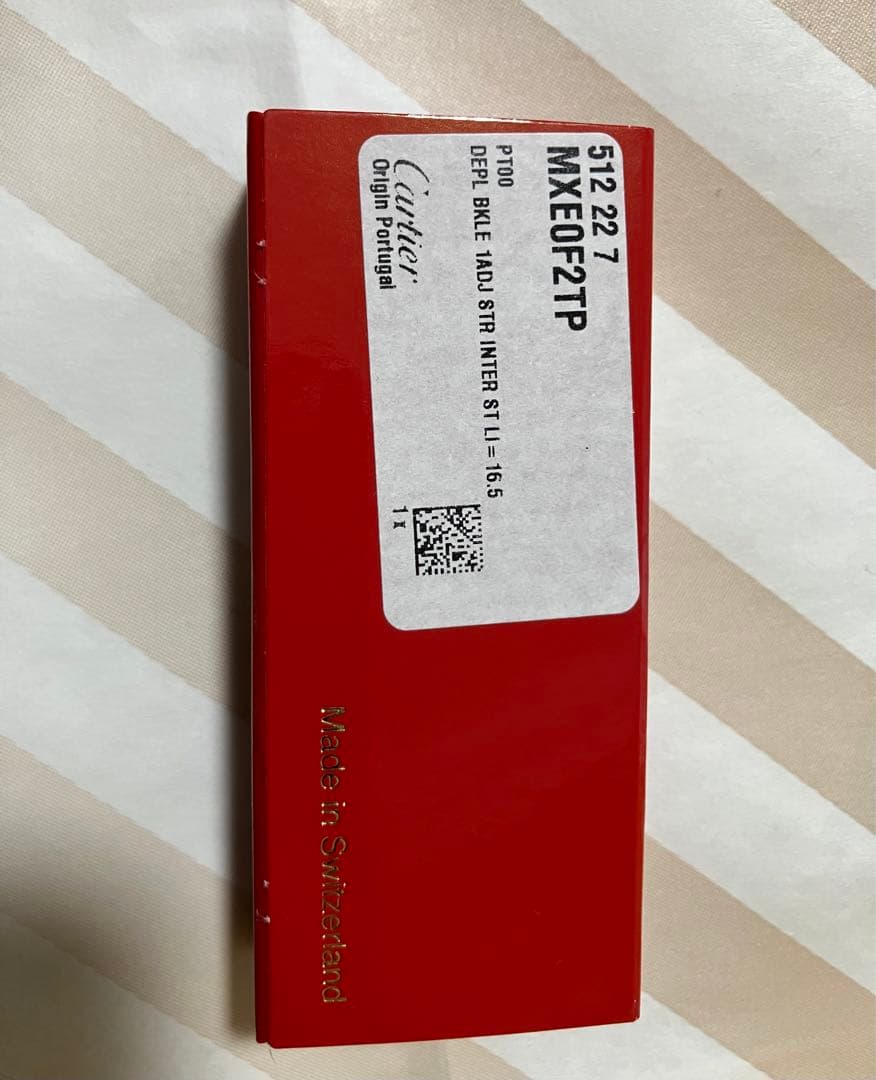 512 22 7
MXE0F2TP
PT00
DEPL BKLE 1ADJ STR INTER ST LI = 16.5
Cartier
Origin Portugal
1 x
Made in Switzerland